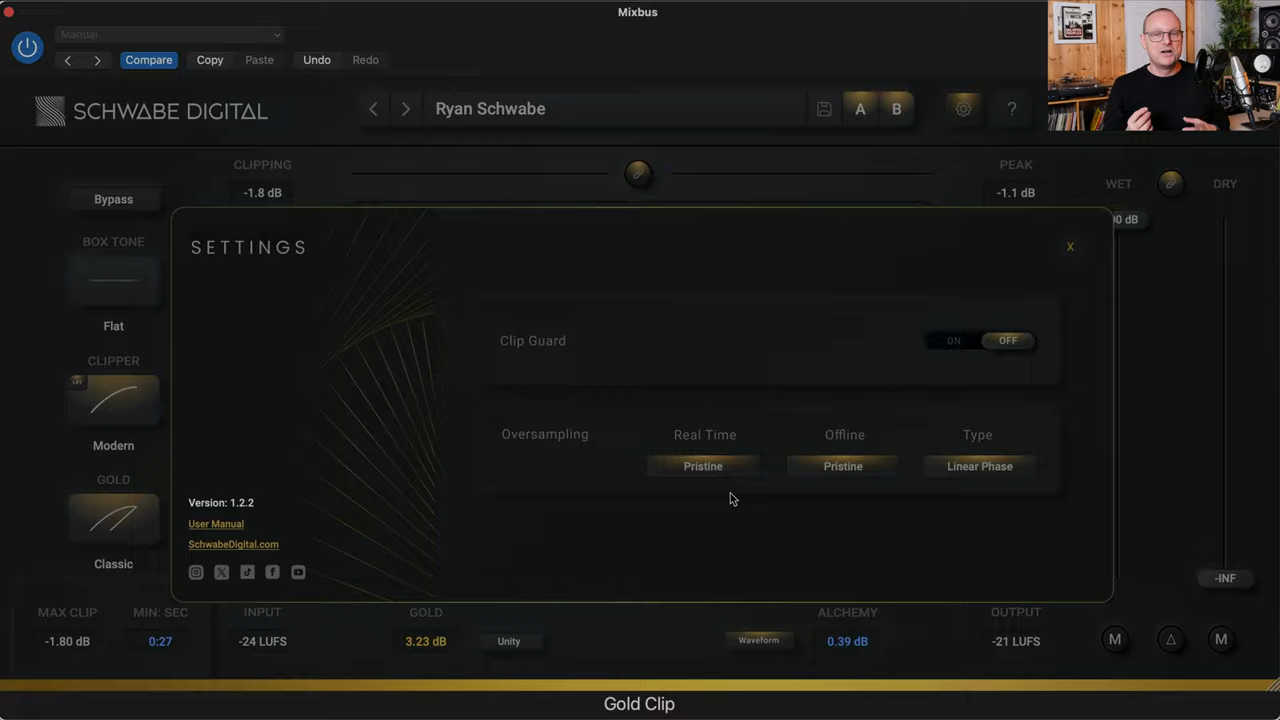 Mixbus
Manual
Compare
Copy
Paste
Undo
Redo
SCHWABE DIGITAL
Ryan Schwabe
A
B
?
CLIPPING
-1.8 dB
PEAK
-1.1 dB
WET
DRY
00 dB
Bypass
BOX TONE
Flat
CLIPPER
Modern
GOLD
Classic
SETTINGS
X
Clip Guard
ON
OFF
Oversampling
Real Time
Offline
Type
Pristine
Pristine
Linear Phase
Version: 1.2.2
User Manual
SchwabeDigital.com
-INF
MAX CLIP
MIN: SEC
INPUT
GOLD
ALCHEMY
OUTPUT
-1.80 dB
0:27
-24 LUFS
3.23 dB
Unity
Waveform
0.39 dB
-21 LUFS
M
Δ
M
Gold Clip